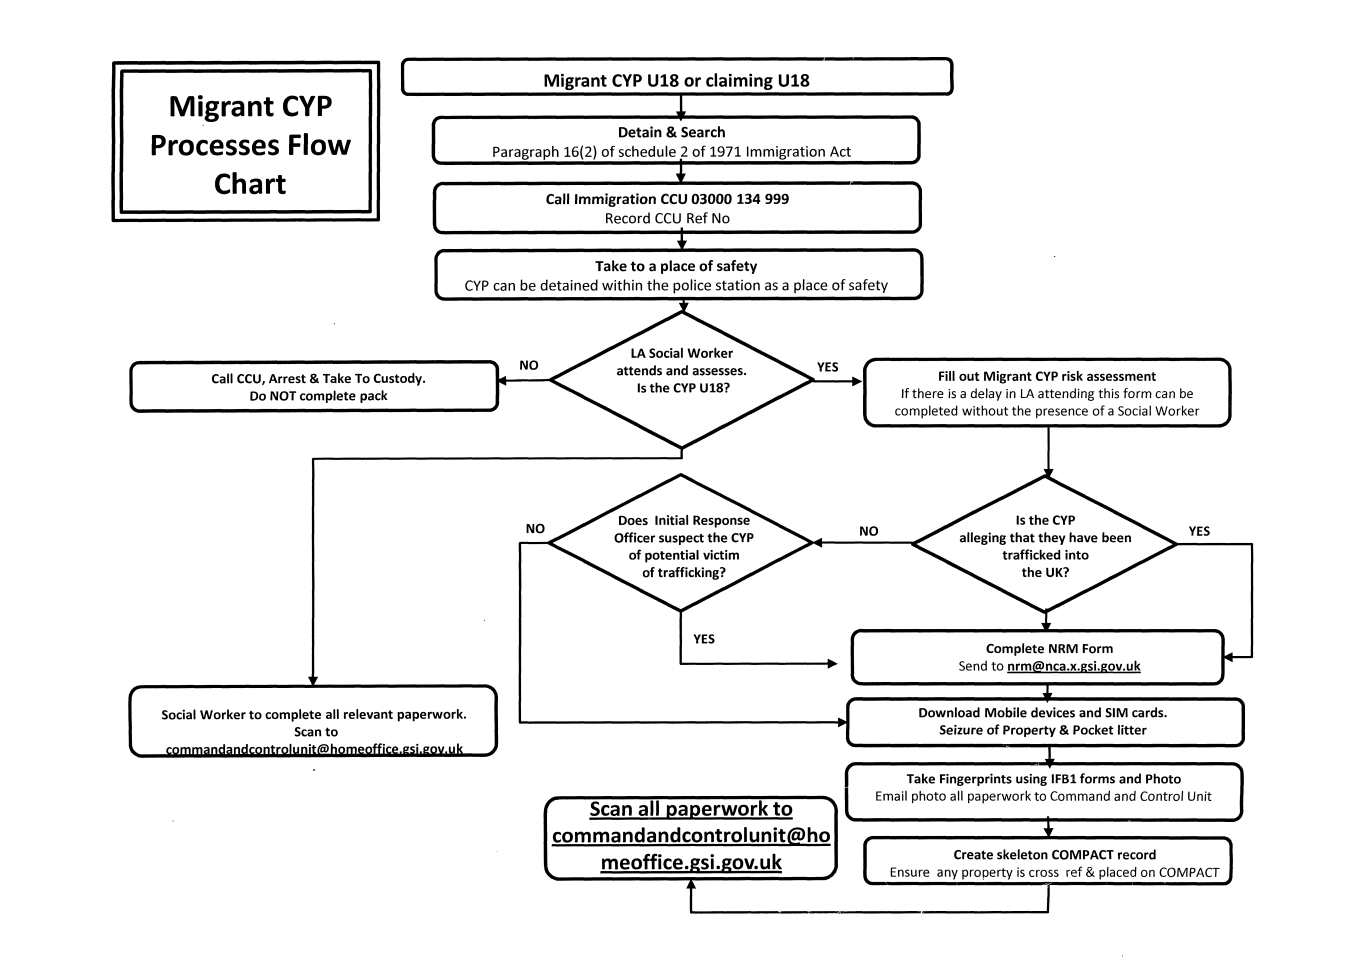 Migrant CYP
Processes Flow
Chart
Migrant CYP U18 or claiming U18
Detain & Search
Paragraph 16(2) of schedule 2 of 1971 Immigration Act
Call Immigration CCU 03000 134 999
Record CCU Ref No
Take to a place of safety
CYP can be detained within the police station as a place of safety
LA Social Worker
attends and assesses.
Is the CYP U18?
NO
YES
Call CCU, Arrest & Take To Custody.
Do NOT complete pack
Fill out Migrant CYP risk assessment
If there is a delay in LA attending this form can be
completed without the presence of a Social Worker
Is the CYP
alleging that they have been
trafficked into
the UK?
NO
YES
Does Initial Response
Officer suspect the CYP
of potential victim
of trafficking?
NO
YES
Complete NRM Form
Send to nrm@nca.x.gsi.gov.uk
Social Worker to complete all relevant paperwork.
Scan to
commandandcontrolunit@homeoffice.gsi.gov.uk
Download Mobile devices and SIM cards.
Seizure of Property & Pocket litter
Take Fingerprints using IFB1 forms and Photo
Email photo all paperwork to Command and Control Unit
Create skeleton COMPACT record
Ensure any property is cross ref & placed on COMPACT
Scan all paperwork to
commandandcontrolunit@ho
meoffice.gsi.gov.uk